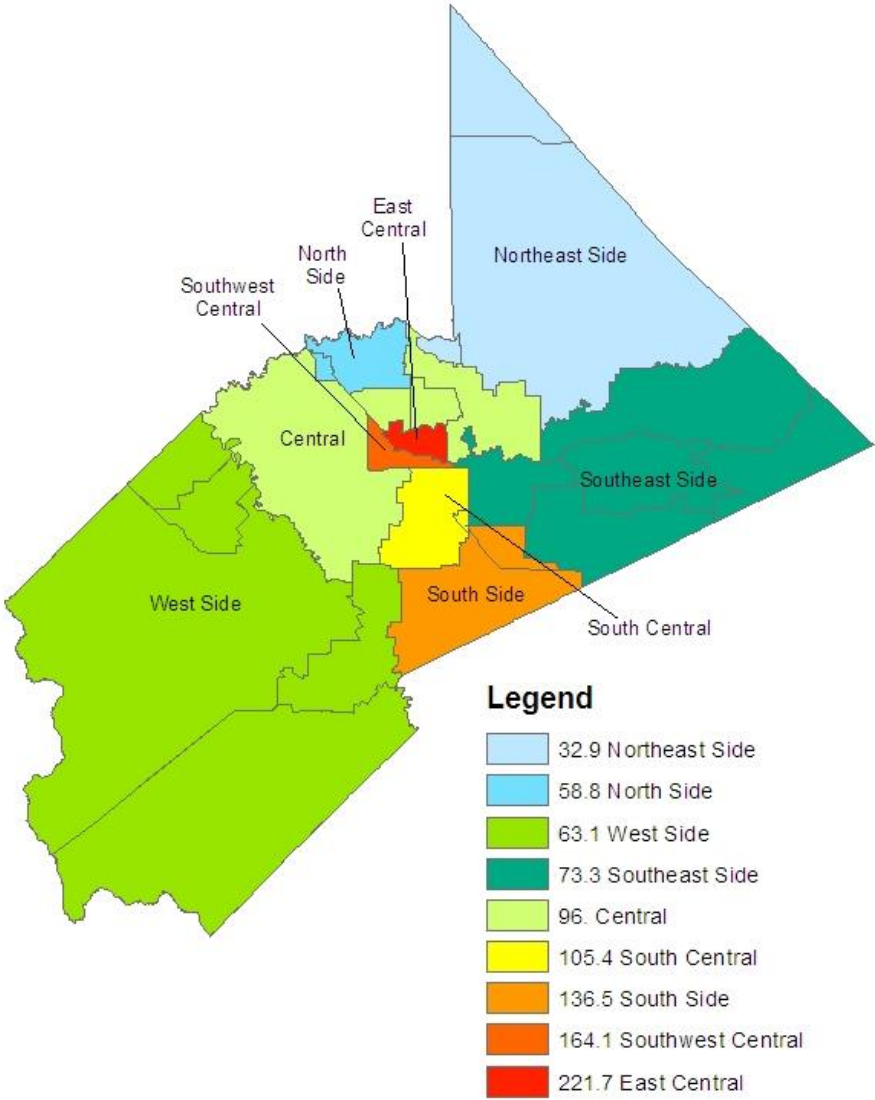 East
Central
North
Side
Northeast Side
Southwest
Central
Central
Southeast Side
West Side
South Side
South Central
Legend
32.9 Northeast Side
58.8 North Side
63.1 West Side
73.3 Southeast Side
96. Central
105.4 South Central
136.5 South Side
164.1 Southwest Central
221.7 East Central